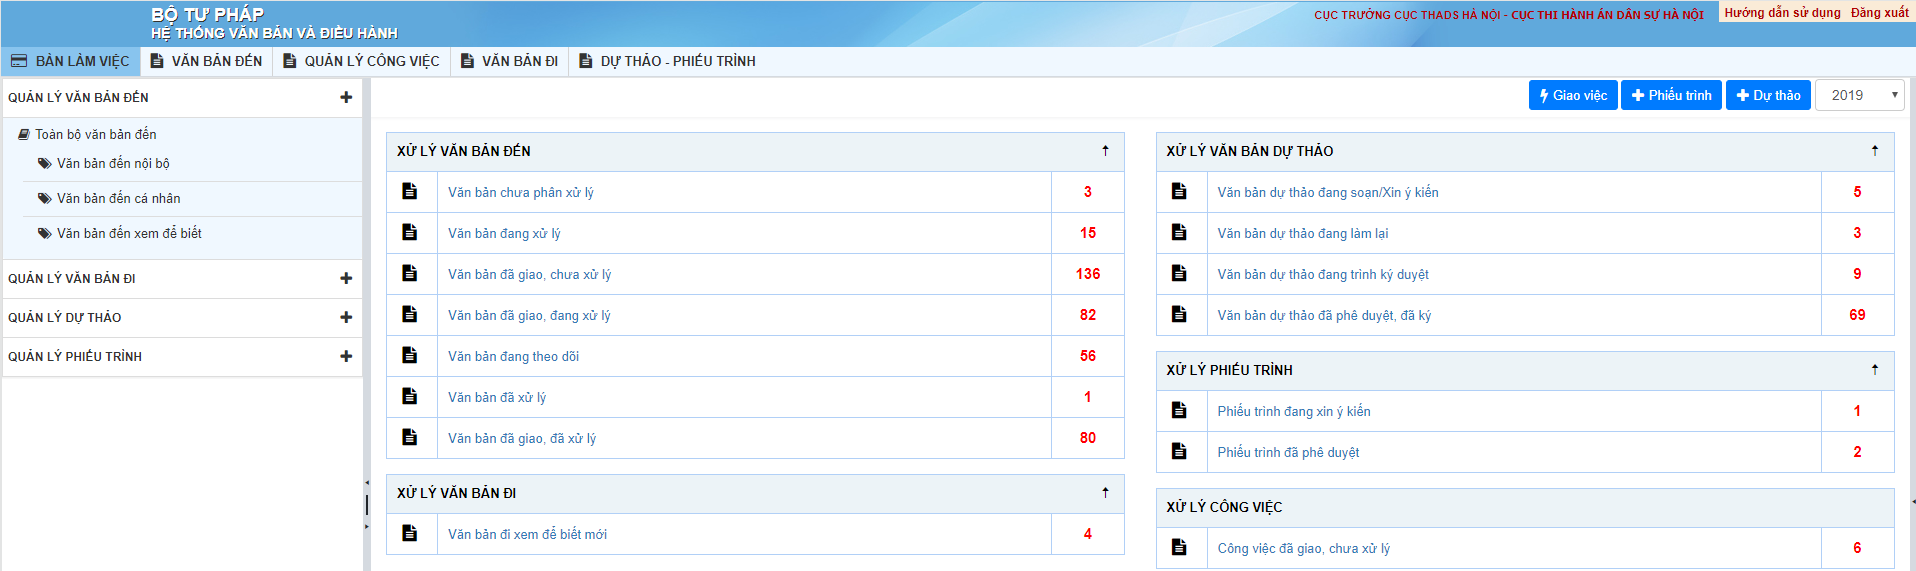 BỘ TƯ PHÁP
HỆ THỐNG VĂN BẢN VÀ ĐIỀU HÀNH
CỤC TRƯỞNG CỤC THADS HÀ NỘI - CỤC THI HÀNH ÁN DÂN SỰ HÀ NỘI
Hướng dẫn sử dụng Đăng xuất
BÀN LÀM VIỆC VĂN BẢN ĐẾN QUẢN LÝ CÔNG VIỆC VĂN BẢN ĐI DỰ THẢO - PHIẾU TRÌNH
QUẢN LÝ VĂN BẢN ĐẾN
Toàn bộ văn bản đến
Văn bản đến nội bộ
Văn bản đến cá nhân
Văn bản đến xem để biết
QUẢN LÝ VĂN BẢN ĐI
QUẢN LÝ DỰ THẢO
QUẢN LÝ PHIẾU TRÌNH
Giao việc Phiếu trình Dự thảo 2019
XỬ LÝ VĂN BẢN ĐẾN
Văn bản chưa phân xử lý 3
Văn bản đang xử lý 15
Văn bản đã giao, chưa xử lý 136
Văn bản đã giao, đang xử lý 82
Văn bản đang theo dõi 56
Văn bản đã xử lý 1
Văn bản đã giao, đã xử lý 80
XỬ LÝ VĂN BẢN ĐI
Văn bản đi xem để biết mới 4
XỬ LÝ VĂN BẢN DỰ THẢO
Văn bản dự thảo đang soạn/Xin ý kiến 5
Văn bản dự thảo đang làm lại 3
Văn bản dự thảo đang trình ký duyệt 9
Văn bản dự thảo đã phê duyệt, đã ký 69
XỬ LÝ PHIẾU TRÌNH
Phiếu trình đang xin ý kiến 1
Phiếu trình đã phê duyệt 2
XỬ LÝ CÔNG VIỆC
Công việc đã giao, chưa xử lý 6